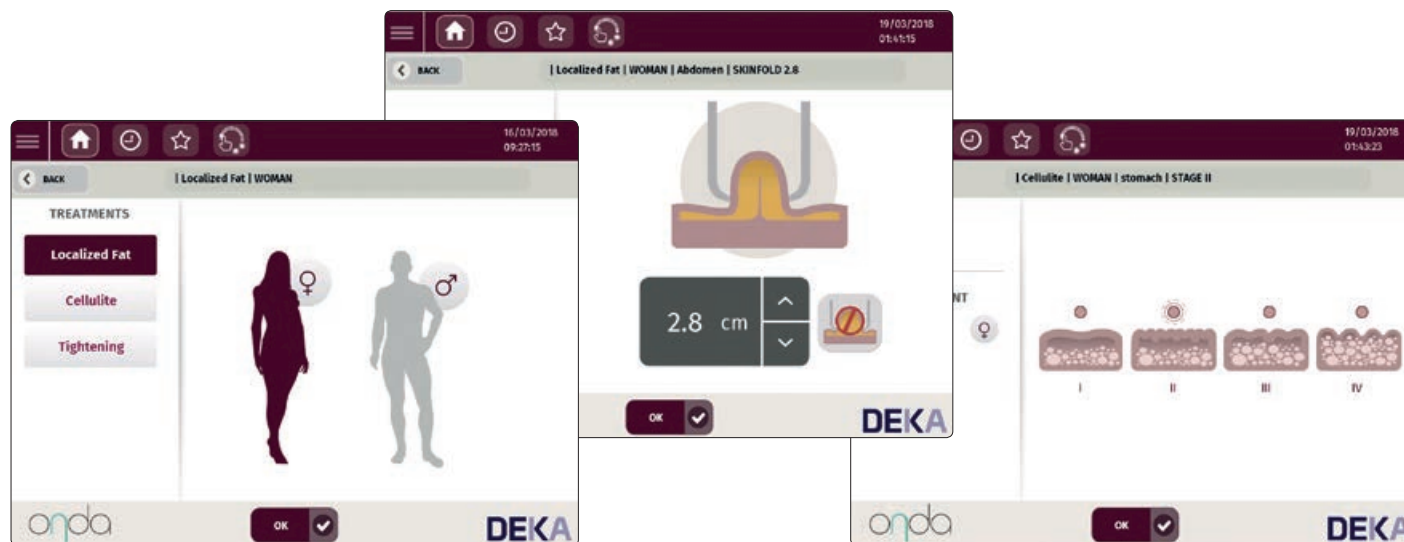 16/03/2018
09:27:15
BACK
| Localized Fat | WOMAN
TREATMENTS
Localized Fat
Cellulite
Tightening
onda
OK
DEKA
19/03/2018
01:41:15
BACK
| Localized Fat | WOMAN | Abdomen | SKINFOLD 2.8
2.8 cm
OK
DEKA
19/03/2018
01:43:23
| Cellulite | WOMAN | stomach | STAGE II
NT
I II III IV
onda
OK
DEKA